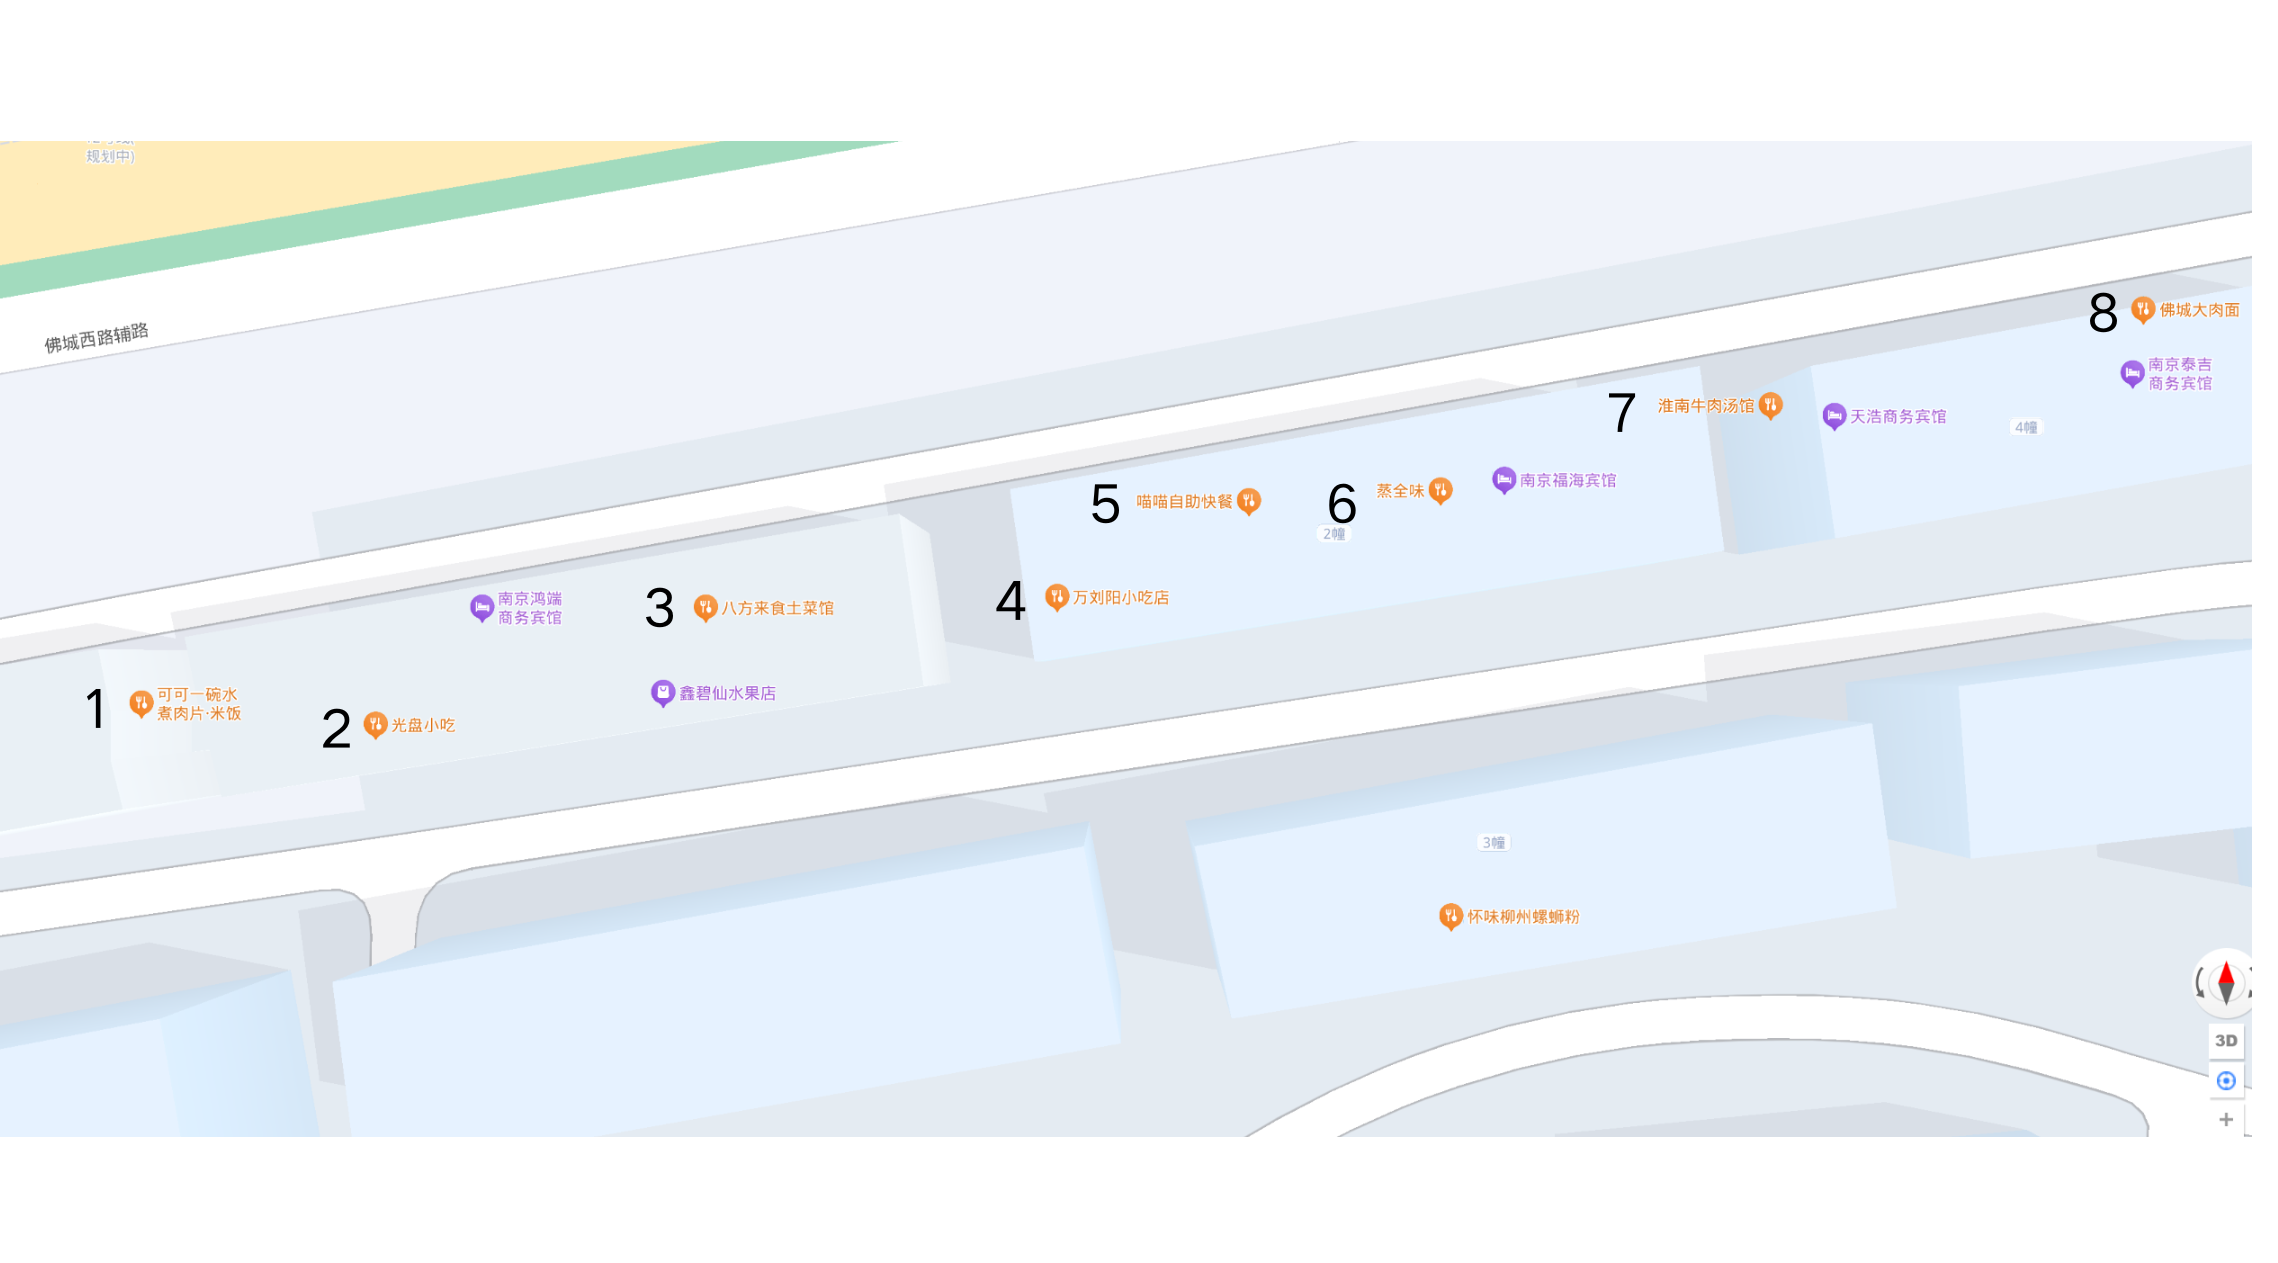 规划中)
佛城西路辅路
8
佛城大肉面
南京泰吉
商务宾馆
7
淮南牛肉汤馆
天浩商务宾馆
4幢
5
喵喵自助快餐
6
蒸全味
南京福海宾馆
2幢
南京鸿端
商务宾馆
3
八方来食土菜馆
4
万刘阳小吃店
1
可可一碗水
煮肉片·米饭
2
光盘小吃
鑫碧仙水果店
3幢
怀味柳州螺蛳粉
3D